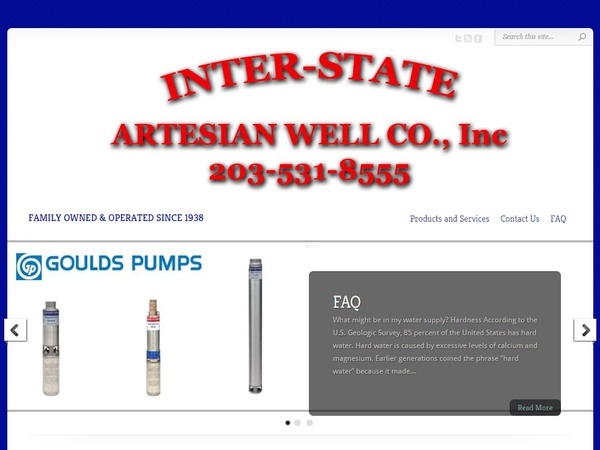 Search this site...
INTER-STATE
ARTESIAN WELL CO., Inc
203-531-8555
FAMILY OWNED & OPERATED SINCE 1938
Products and Services Contact Us FAQ
GOULDS PUMPS
FAQ
What might be in my water supply? Hardness According to the
U.S. Geologic Survey, 85 percent of the United States has hard
water. Hard water is caused by excessive levels of calcium and
magnesium. Earlier generations coined the phrase "hard
water" because it made...
Read More